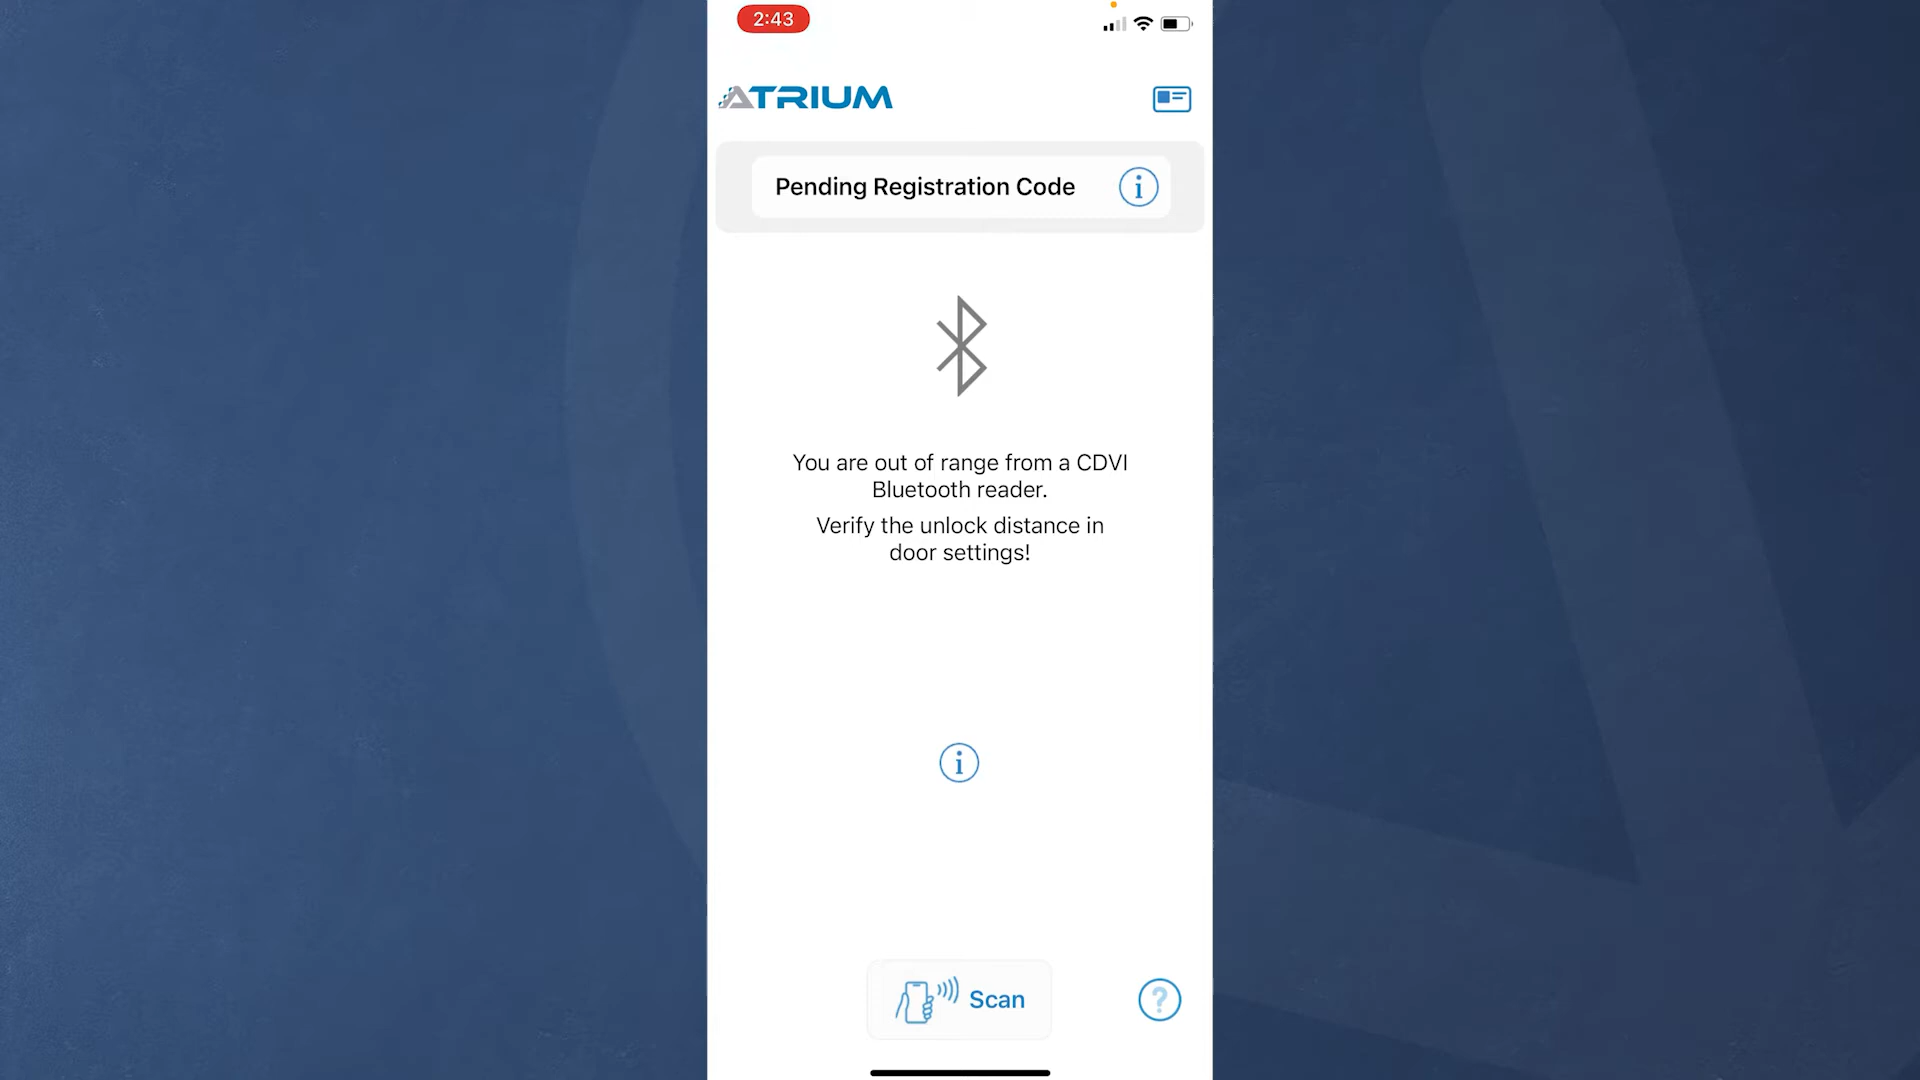 2:43
ATRIUM
Pending Registration Code
You are out of range from a CDVI
Bluetooth reader.
Verify the unlock distance in
door settings!
Scan